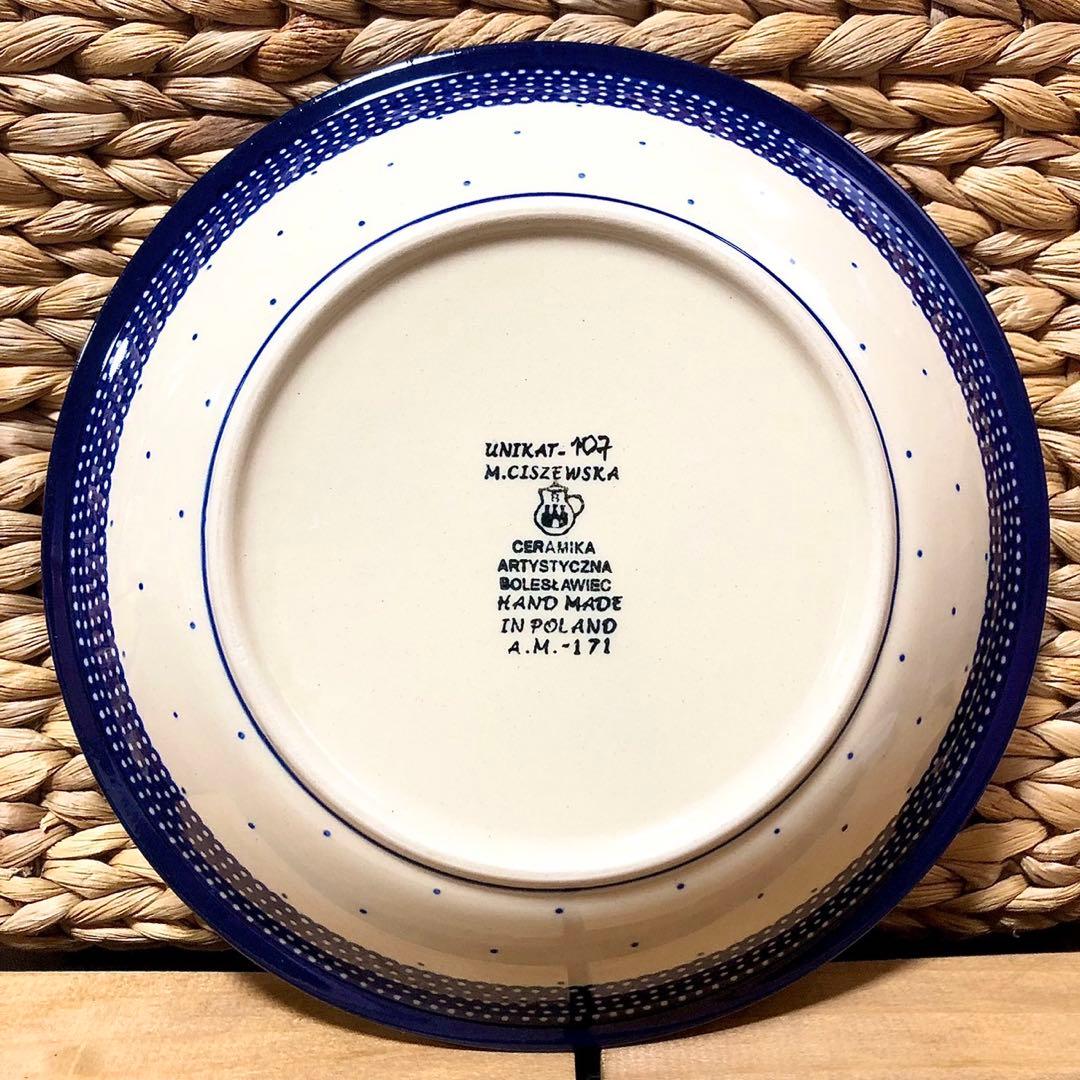 UNIKAT-107
M.CISZEWSKA
CERAMIKA
ARTYSTYCZNA
BOLESŁAWIEC
HAND MADE
IN POLAND
A.M.-171